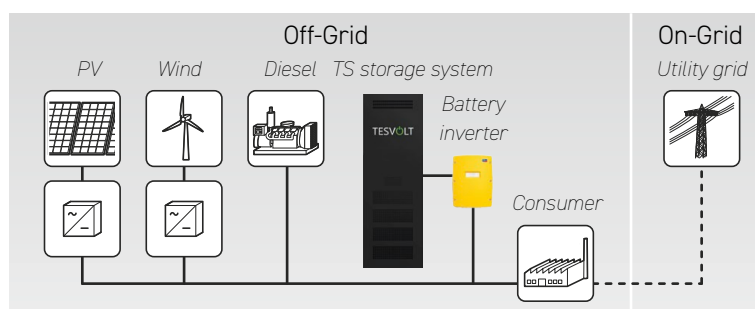 Off-Grid
On-Grid
PV
Wind
Diesel
TS storage system
Utility grid
TESVOLT
Battery
inverter
Consumer